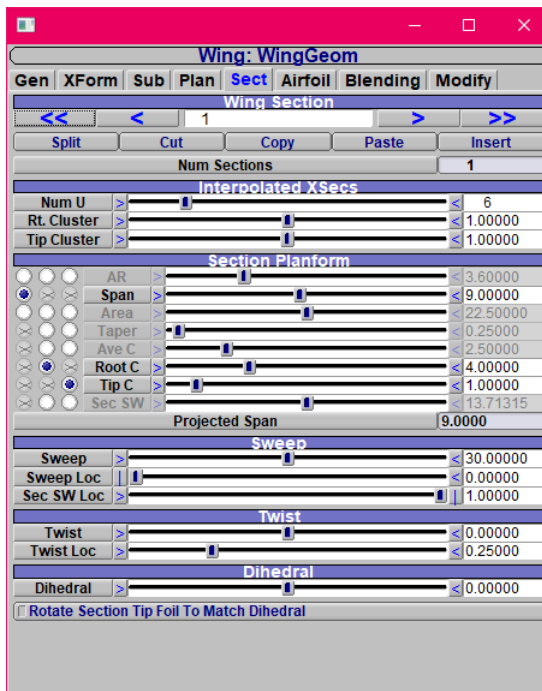 Wing: WingGeom
Gen XForm Sub Plan Sect Airfoil Blending Modify
Wing Section
<< < 1 > >>
Split Cut Copy Paste Insert
Num Sections 1
Interpolated XSecs
Num U > < 6
Rt. Cluster > < 1.00000
Tip Cluster > < 1.00000
Section Planform
AR > < 3.60000
Span > < 9.00000
Area > < 22.50000
Taper > < 0.25000
Ave C > < 2.50000
Root C > < 4.00000
Tip C > < 1.00000
Sec SW > < 13.71315
Projected Span 9.0000
Sweep
Sweep > < 30.00000
Sweep Loc | < 0.00000
Sec SW Loc > | 1.00000
Twist
Twist > < 0.00000
Twist Loc > < 0.25000
Dihedral
Dihedral > < 0.00000
Rotate Section Tip Foil To Match Dihedral